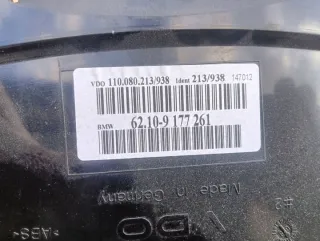 VDO 110.080.213/938 Ident 213/938 147012
BMW 62.10-9 177 261
Made in Germany
VDO
>ABS<